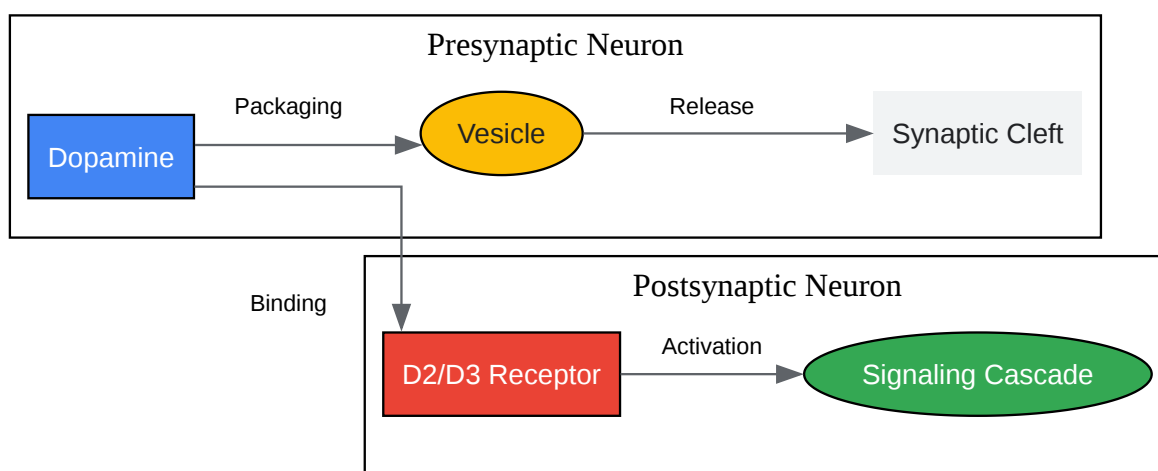 Presynaptic Neuron
Packaging
Release
Dopamine
Vesicle
Synaptic Cleft
Binding
Postsynaptic Neuron
Activation
D2/D3 Receptor
Signaling Cascade